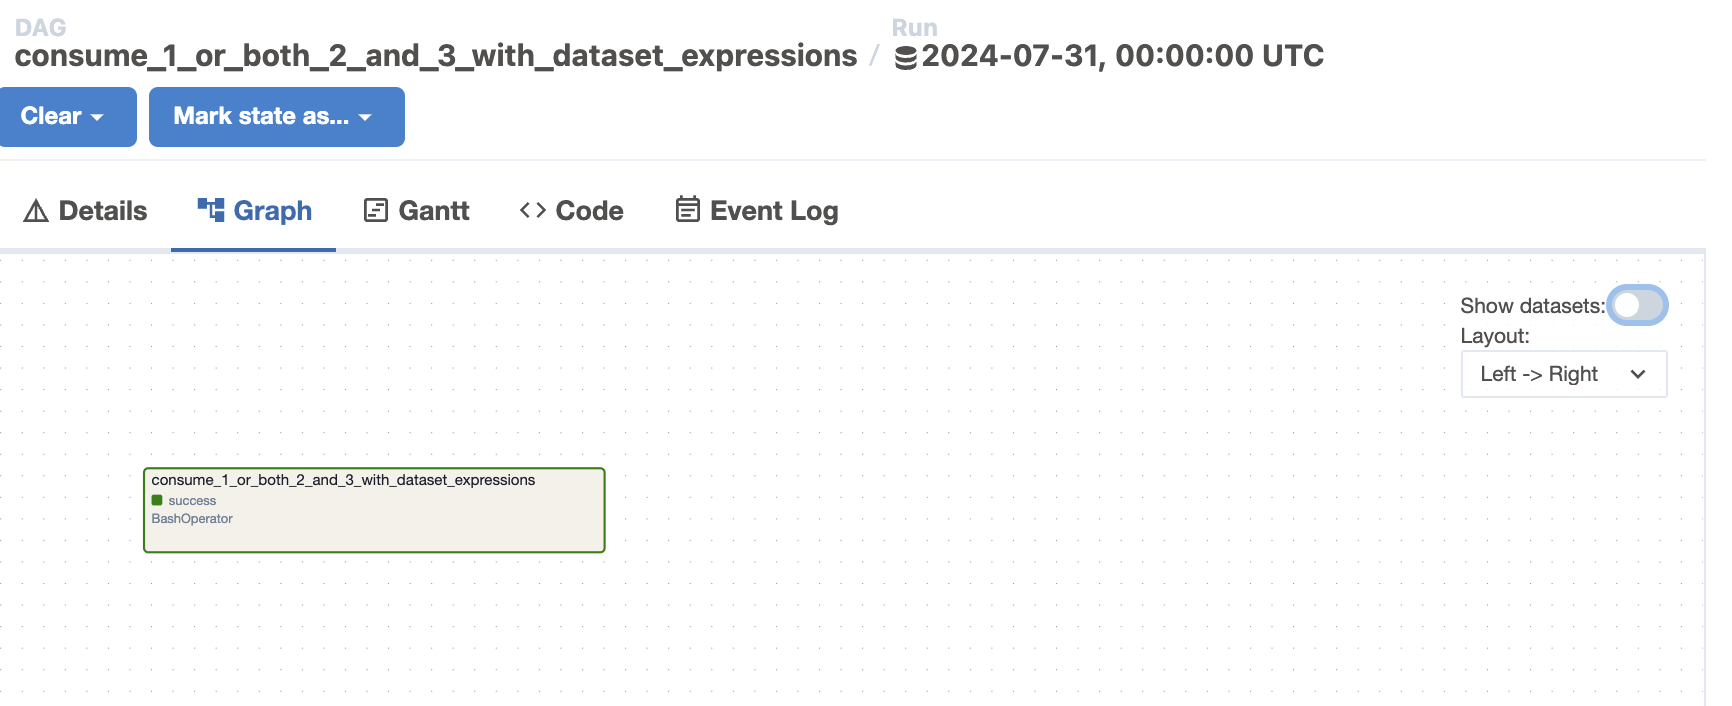 DAG
Run
consume_1_or_both_2_and_3_with_dataset_expressions / 2024-07-31, 00:00:00 UTC
Clear
Mark state as...
Details
Graph
Gantt
Code
Event Log
Show datasets:
Layout:
Left -> Right
consume_1_or_both_2_and_3_with_dataset_expressions
success
BashOperator